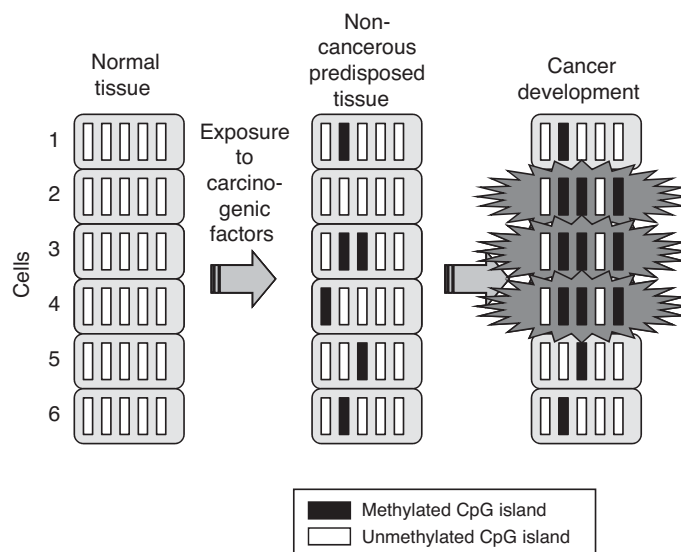 Normal
tissue
Non-
cancerous
predisposed
tissue
Cancer
development
Exposure
to
carcino-
genic
factors
Cells
1
2
3
4
5
6
Methylated CpG island
Unmethylated CpG island